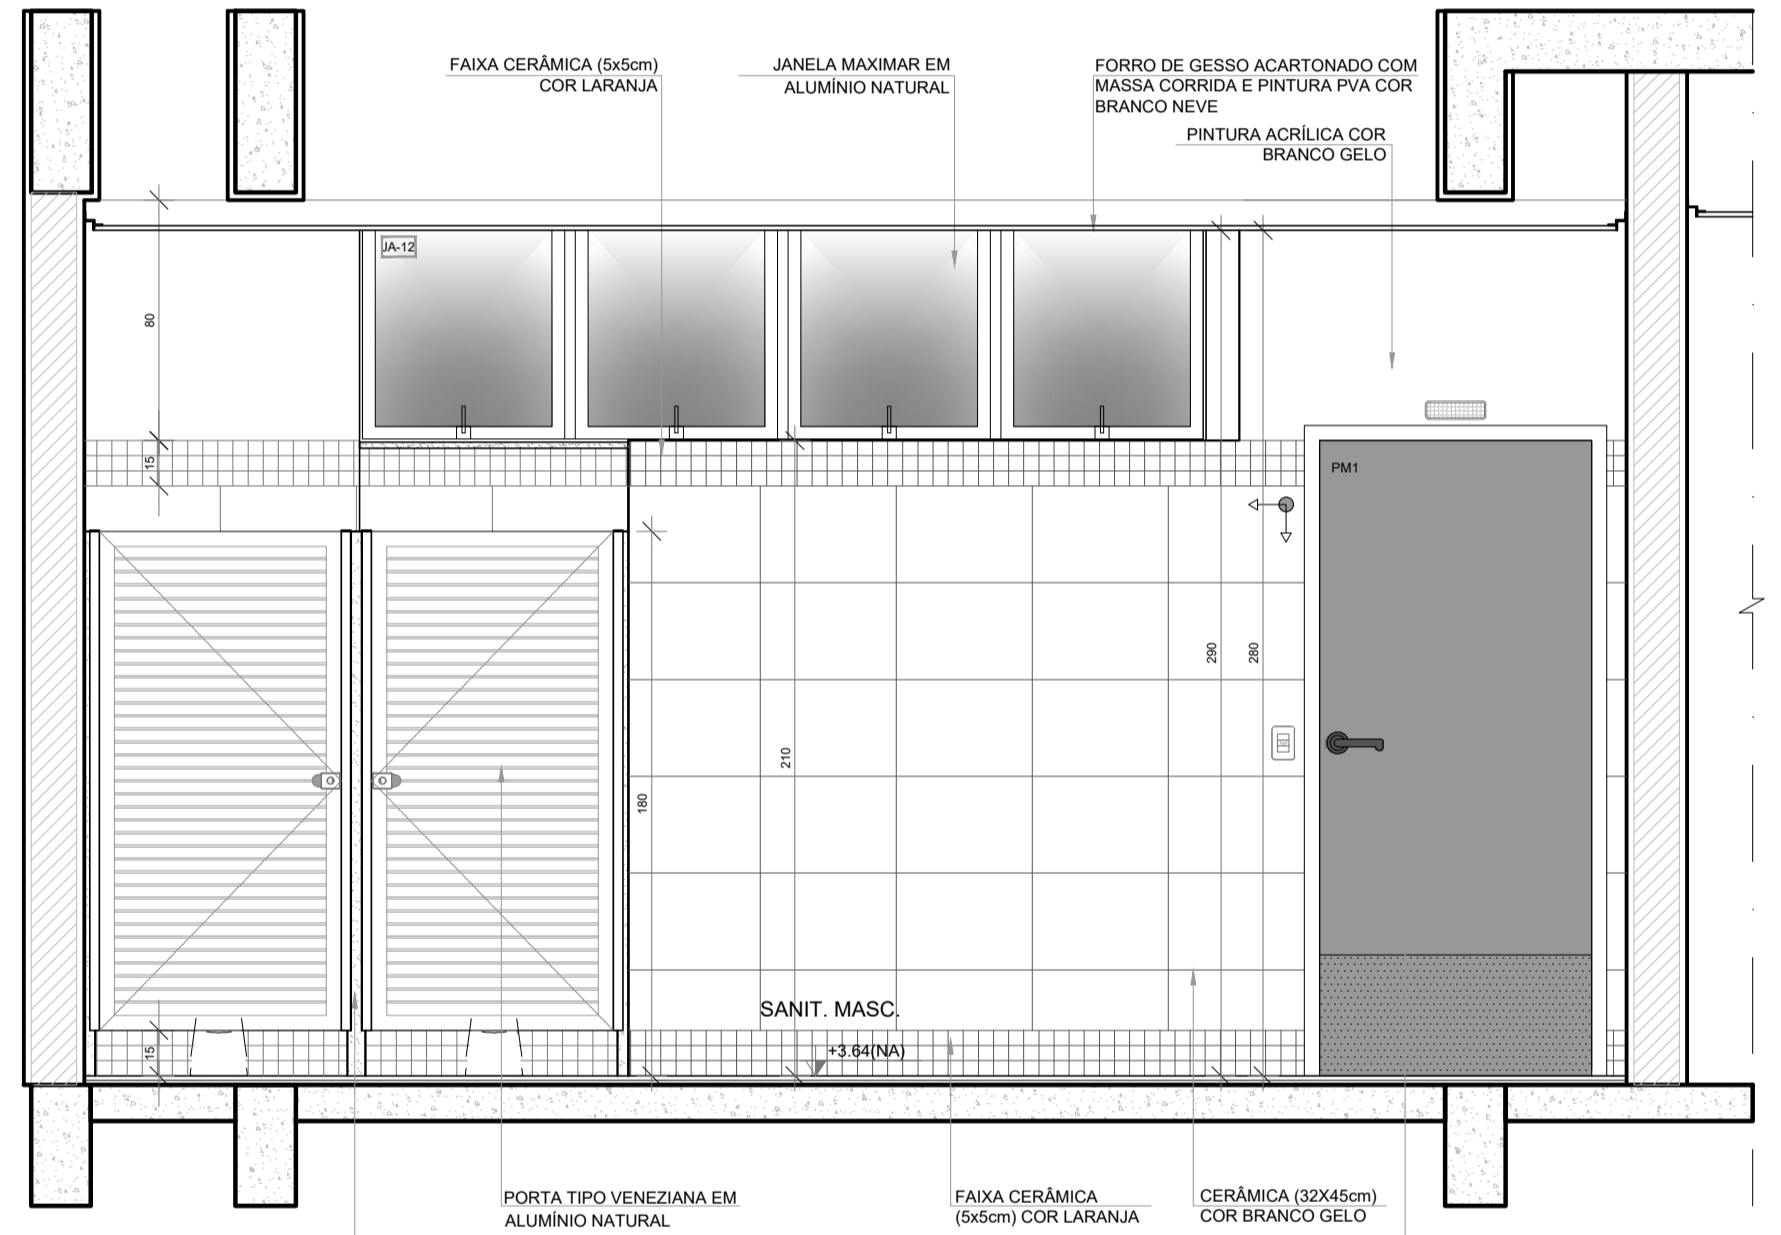 FAIXA CERÂMICA (5x5cm)
COR LARANJA
JANELA MAXIMAR EM
ALUMÍNIO NATURAL
FORRO DE GESSO ACARTONADO COM
MASSA CORRIDA E PINTURA PVA COR
BRANCO NEVE
PINTURA ACRÍLICA COR
BRANCO GELO
JA-12
80
15
PM1
290
280
210
180
SANIT. MASC.
+3.64(NA)
15
PORTA TIPO VENEZIANA EM
ALUMÍNIO NATURAL
FAIXA CERÂMICA
(5x5cm) COR LARANJA
CERÂMICA (32X45cm)
COR BRANCO GELO